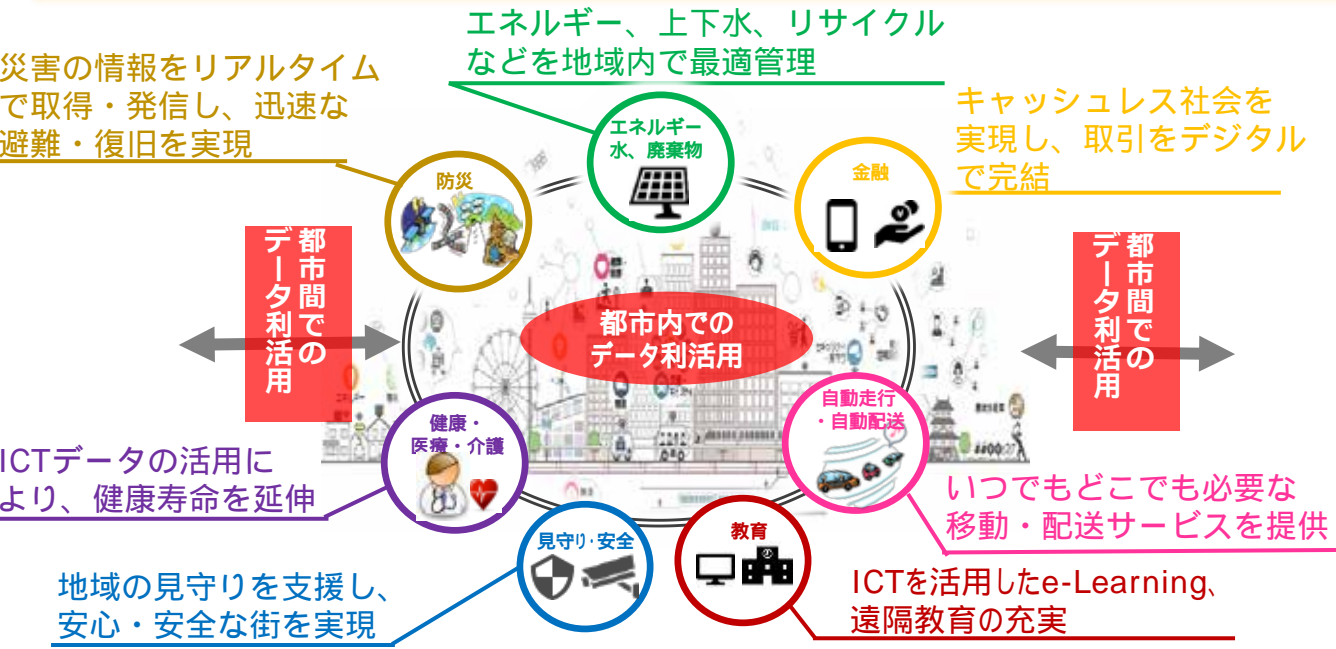 エネルギー、上下水、リサイクル
などを地域内で最適管理
災害の情報をリアルタイム
で取得・発信し、迅速な
避難・復旧を実現
キャッシュレス社会を
実現し、取引をデジタル
で完結
エネルギー
水、廃棄物
防災
金融
都市間での
データ利活用
都市内での
データ利活用
都市間での
データ利活用
自動走行
・自動配送
健康・
医療・介護
ICTデータの活用に
より、健康寿命を延伸
いつでもどこでも必要な
移動・配送サービスを提供
見守り・安全
教育
地域の見守りを支援し、
安心・安全な街を実現
ICTを活用したe-Learning、
遠隔教育の充実